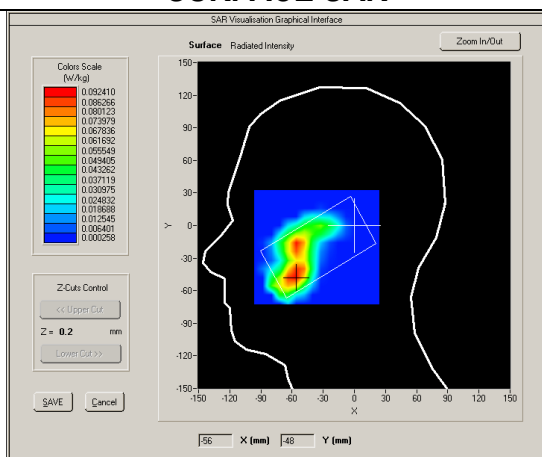 SAR Visualisation Graphical Interface
Surface Radiated Intensity
Zoom In/Out
Colors Scale
(W/kg)
0.092410
0.086266
0.080123
0.073979
0.067836
0.061692
0.055549
0.049405
0.043262
0.037119
0.030975
0.024832
0.018688
0.012545
0.006401
0.000258
Z-Cuts Control
<< Upper Cut
Z = 0.2 mm
Lower Cut >>
SAVE Cancel
150
120
90
60
30
0
-30
-60
-90
-120
-150
Y
-150 -120 -90 -60 -30 0 30 60 90 120 150
X
-56 X (mm) -48 Y (mm)